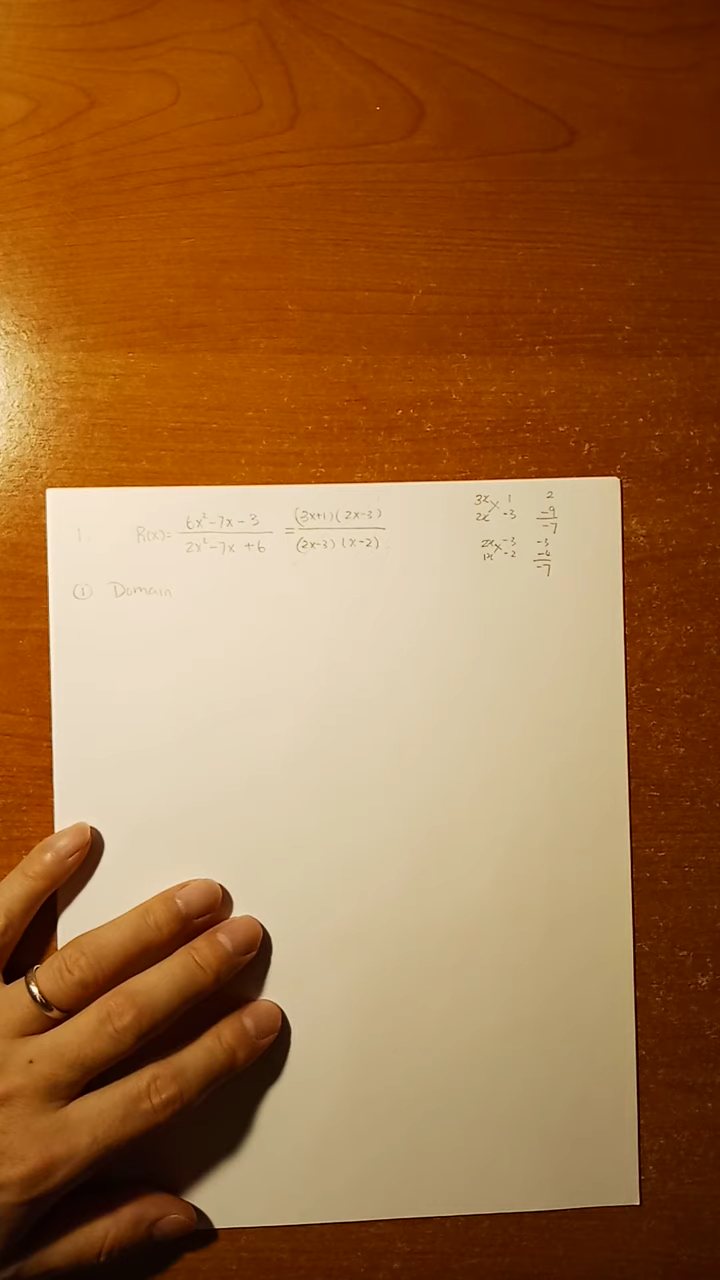 1. R(x)= 6x²-7x-3 / 2x²-7x+6 = (3x+1)(2x-3) / (2x-3)(x-2)
3x 1 2
2x -3 -9
-7
2x -3 -3
1x -2 -4
-7
① Domain